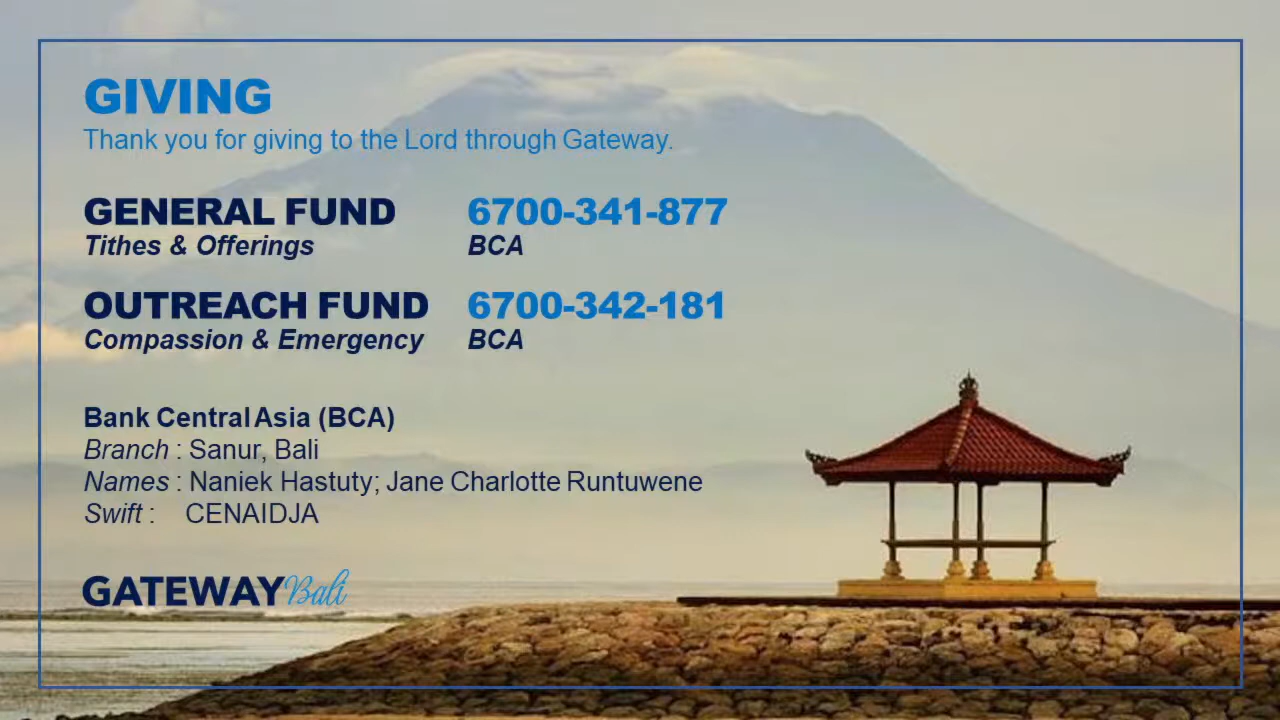 GIVING
Thank you for giving to the Lord through Gateway.
GENERAL FUND 6700-341-877
Tithes & Offerings BCA
OUTREACH FUND 6700-342-181
Compassion & Emergency BCA
Bank Central Asia (BCA)
Branch : Sanur, Bali
Names : Naniek Hastuty; Jane Charlotte Runtuwene
Swift : CENAIDJA
GATEWAY Bali